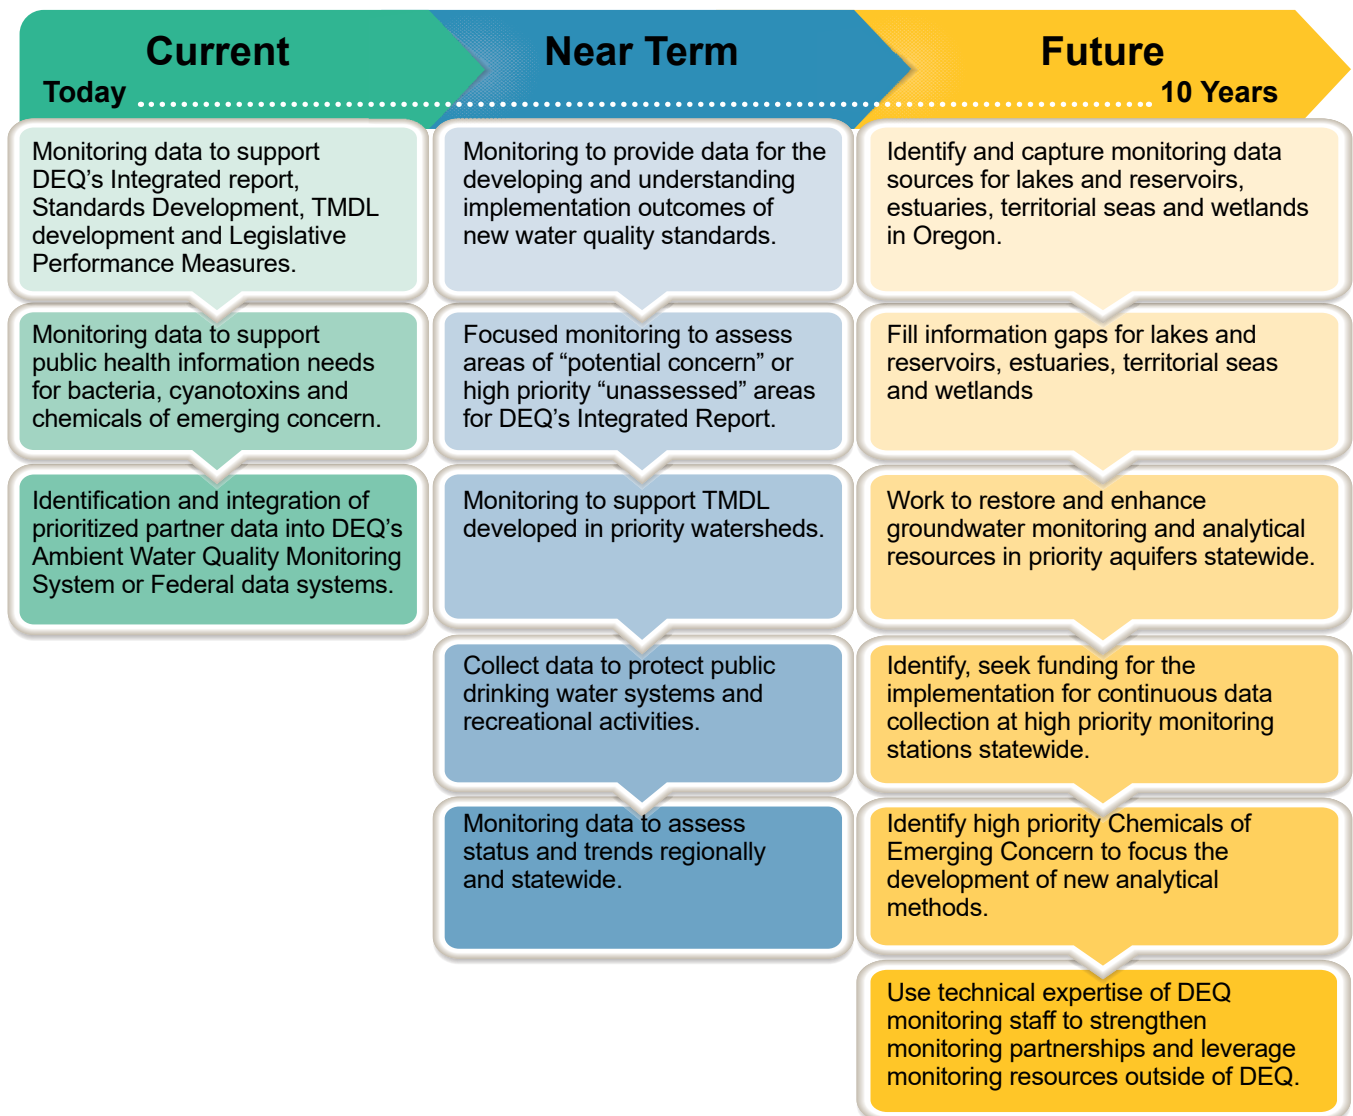 Current
Near Term
Future
Today
10 Years
Monitoring data to support
DEQ’s Integrated report,
Standards Development, TMDL
development and Legislative
Performance Measures.
Monitoring data to support
public health information needs
for bacteria, cyanotoxins and
chemicals of emerging concern.
Identification and integration of
prioritized partner data into DEQ’s
Ambient Water Quality Monitoring
System or Federal data systems.
Monitoring to provide data for the
developing and understanding
implementation outcomes of
new water quality standards.
Focused monitoring to assess
areas of “potential concern” or
high priority “unassessed” areas
for DEQ’s Integrated Report.
Monitoring to support TMDL
developed in priority watersheds.
Collect data to protect public
drinking water systems and
recreational activities.
Monitoring data to assess
status and trends regionally
and statewide.
Identify and capture monitoring data
sources for lakes and reservoirs,
estuaries, territorial seas and wetlands
in Oregon.
Fill information gaps for lakes and
reservoirs, estuaries, territorial seas
and wetlands
Work to restore and enhance
groundwater monitoring and analytical
resources in priority aquifers statewide.
Identify, seek funding for the
implementation for continuous data
collection at high priority monitoring
stations statewide.
Identify high priority Chemicals of
Emerging Concern to focus the
development of new analytical
methods.
Use technical expertise of DEQ
monitoring staff to strengthen
monitoring partnerships and leverage
monitoring resources outside of DEQ.